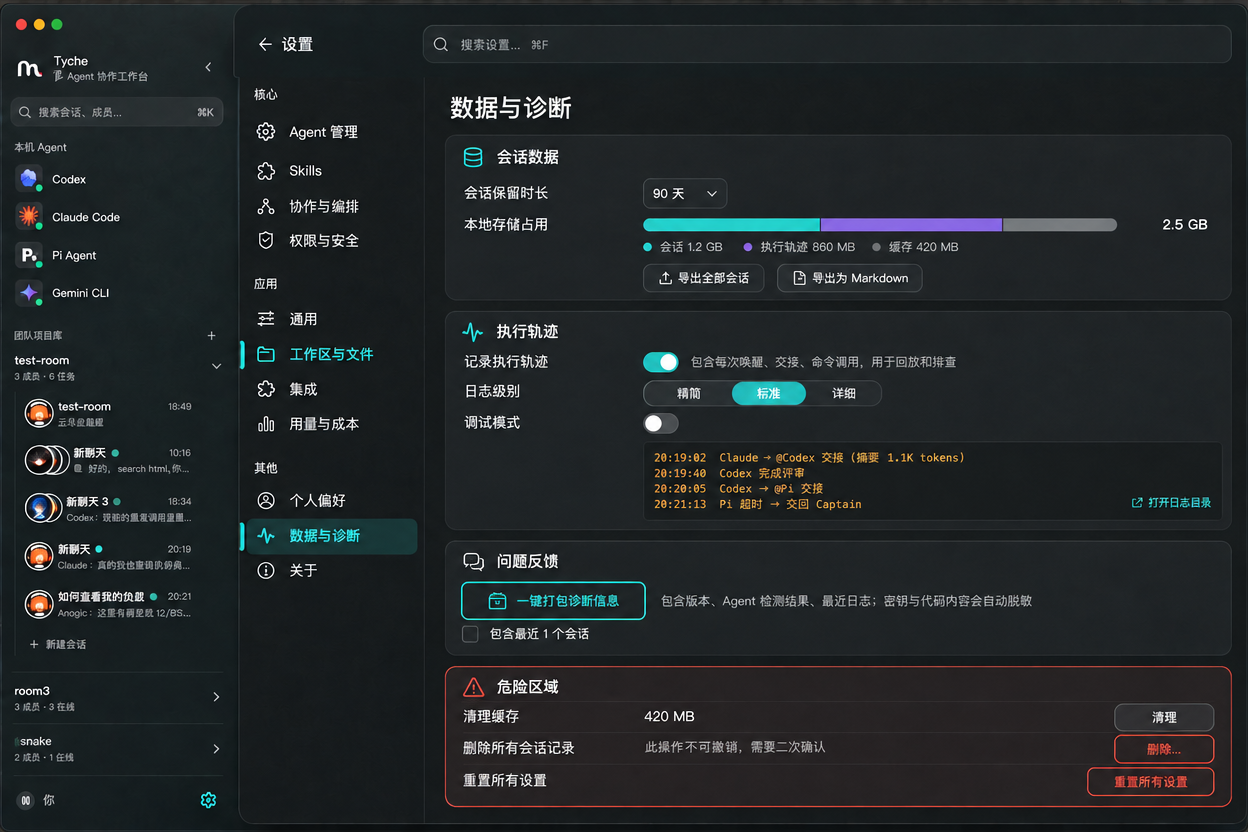 Tyche
Agent 协作工作台
搜索会话、成员... ⌘K
本机 Agent
Codex
Claude Code
Pi Agent
Gemini CLI
团队项目库
test-room
3 成员 · 6 任务
test-room 18:49
新 天 10:16
好的, search html,你...
新 天 3 18:34
Codex:
新 天 20:19
Claude:真的我也
如何查看我的负 20:21
Anogic:这里有 12/BS...
+ 新建会话
room3
3 成员 · 3 在线
snake
2 成员 · 1 在线
你
← 设置
搜索设置... ⌘F
核心
Agent 管理
Skills
协作与编排
权限与安全
应用
通用
工作区与文件
集成
用量与成本
其他
个人偏好
数据与诊断
关于
数据与诊断
会话数据
会话保留时长 90 天
本地存储占用 2.5 GB
会话 1.2 GB 执行轨迹 860 MB 缓存 420 MB
导出全部会话 导出为 Markdown
执行轨迹
记录执行轨迹 包含每次唤醒、交接、命令调用,用于回放和排查
日志级别 精简 标准 详细
调试模式
20:19:02 Claude → @Codex 交接 (摘要 1.1K tokens)
20:19:40 Codex 完成评审
20:20:05 Codex → @Pi 交接
20:21:13 Pi 超时 → 交回 Captain
打开日志目录
问题反馈
一键打包诊断信息 包含版本、Agent 检测结果、最近日志;密钥与代码内容会自动脱敏
包含最近 1 个会话
危险区域
清理缓存 420 MB 清理
删除所有会话记录 此操作不可撤销,需要二次确认 删除...
重置所有设置 重置所有设置